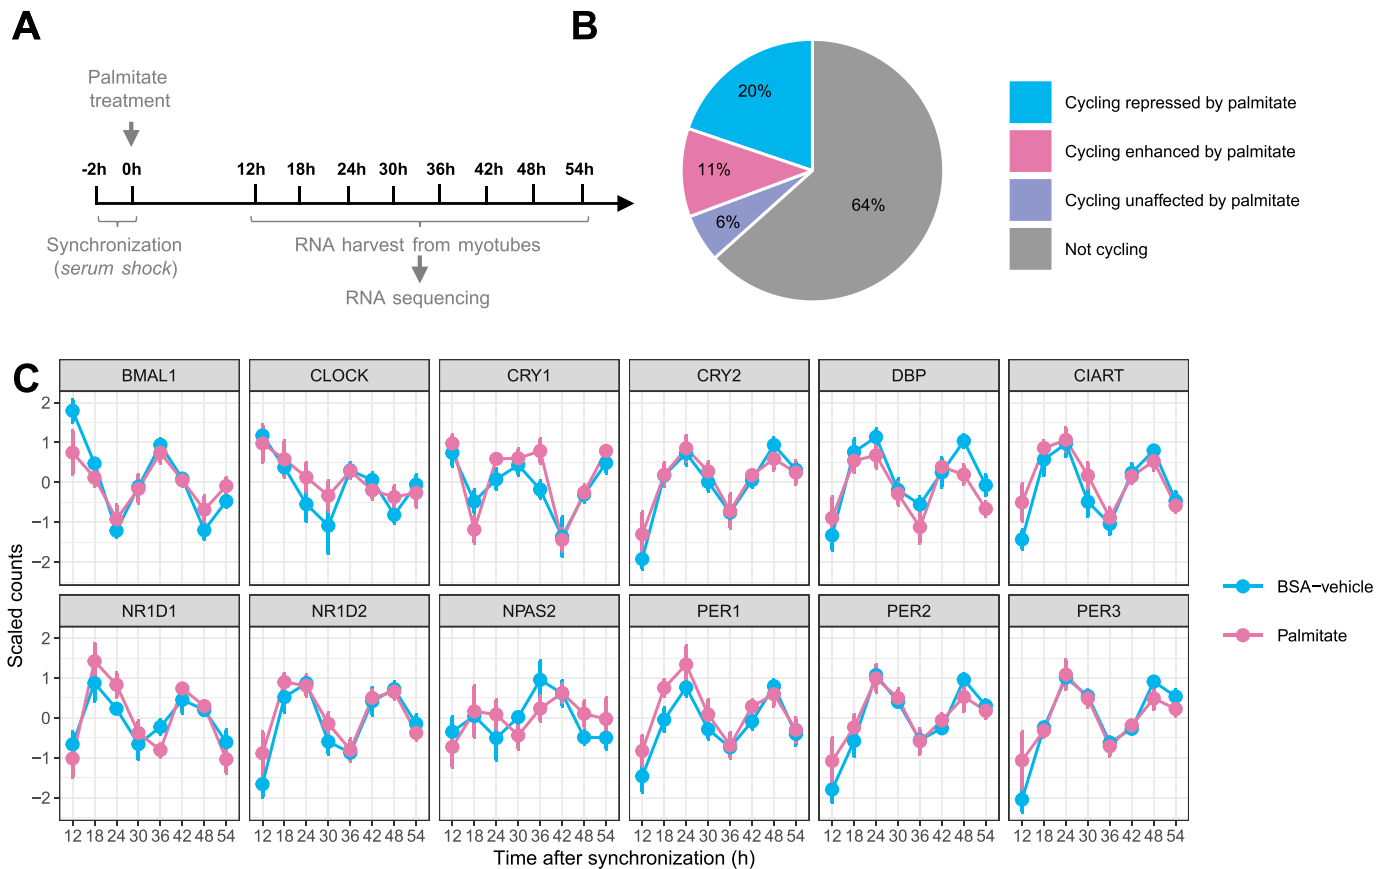 A
Palmitate
treatment
-2h 0h 12h 18h 24h 30h 36h 42h 48h 54h
Synchronization
(serum shock)
RNA harvest from myotubes
RNA sequencing
B
20%
11%
6%
64%
Cycling repressed by palmitate
Cycling enhanced by palmitate
Cycling unaffected by palmitate
Not cycling
C
Scaled counts
BMAL1 CLOCK CRY1 CRY2 DBP CIART
2
1
0
−1
−2
NR1D1 NR1D2 NPAS2 PER1 PER2 PER3
2
1
0
−1
−2
12 18 24 30 36 42 48 54 12 18 24 30 36 42 48 54 12 18 24 30 36 42 48 54 12 18 24 30 36 42 48 54 12 18 24 30 36 42 48 54 12 18 24 30 36 42 48 54
Time after synchronization (h)
BSA−vehicle
Palmitate